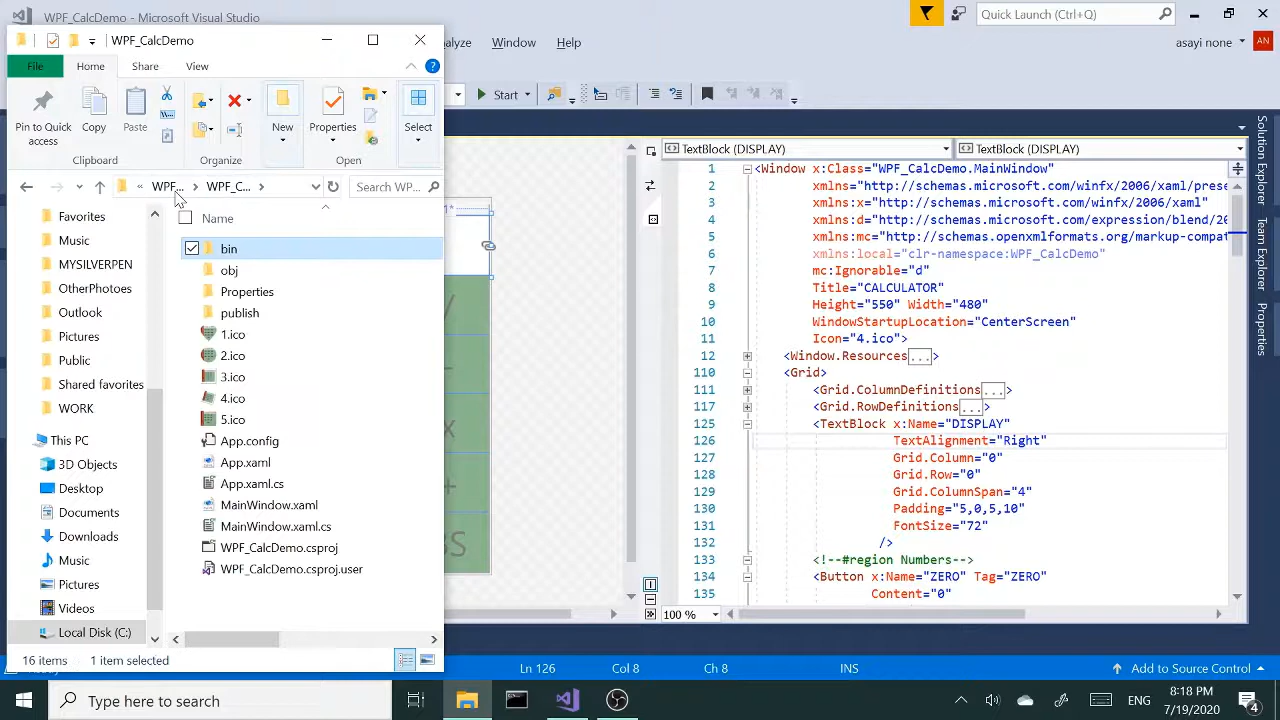 WPF_CalcDemo - Microsoft Visual Studio
Quick Launch (Ctrl+Q)
WPF_CalcDemo
alyze Window Help
asayi none AN
File Home Share View
Start
Pin to Quick access
Copy
Paste
New
Properties
Select
Clipboard
Organize
Open
TextBlock (DISPLAY)
TextBlock (DISPLAY)
« WPF... WPF_C...
Search WP...
Name
Favorites
Music
MYSILVERPEN
OtherPhotoes
Outlook
Pictures
Public
Shared favorites
WORK
This PC
3D Objects
Desktop
Documents
Downloads
Music
Pictures
Videos
Local Disk (C:)
bin
obj
Properties
publish
1.ico
2.ico
3.ico
4.ico
5.ico
App.config
App.xaml
App.xaml.cs
MainWindow.xaml
MainWindow.xaml.cs
WPF_CalcDemo.csproj
WPF_CalcDemo.csproj.user
16 items 1 item selected
/
x
+
BS
1 <Window x:Class="WPF_CalcDemo.MainWindow"
2 xmlns="http://schemas.microsoft.com/winfx/2006/xaml/prese
3 xmlns:x="http://schemas.microsoft.com/winfx/2006/xaml"
4 xmlns:d="http://schemas.microsoft.com/expression/blend/20
5 xmlns:mc="http://schemas.openxmlformats.org/markup-compat
6 xmlns:local="clr-namespace:WPF_CalcDemo"
7 mc:Ignorable="d"
8 Title="CALCULATOR"
9 Height="550" Width="480"
10 WindowStartupLocation="CenterScreen"
11 Icon="4.ico">
12 <Window.Resources...>
110 <Grid>
111 <Grid.ColumnDefinitions...>
117 <Grid.RowDefinitions...>
125 <TextBlock x:Name="DISPLAY"
126 TextAlignment="Right"
127 Grid.Column="0"
128 Grid.Row="0"
129 Grid.ColumnSpan="4"
130 Padding="5,0,5,10"
131 FontSize="72"
132 />
133 <!--#region Numbers-->
134 <Button x:Name="ZERO" Tag="ZERO"
135 Content="0"
100 %
Solution Explorer
Team Explorer
Properties
Ln 126 Col 8 Ch 8 INS
Add to Source Control
Type here to search
ENG
8:18 PM
7/19/2020
4